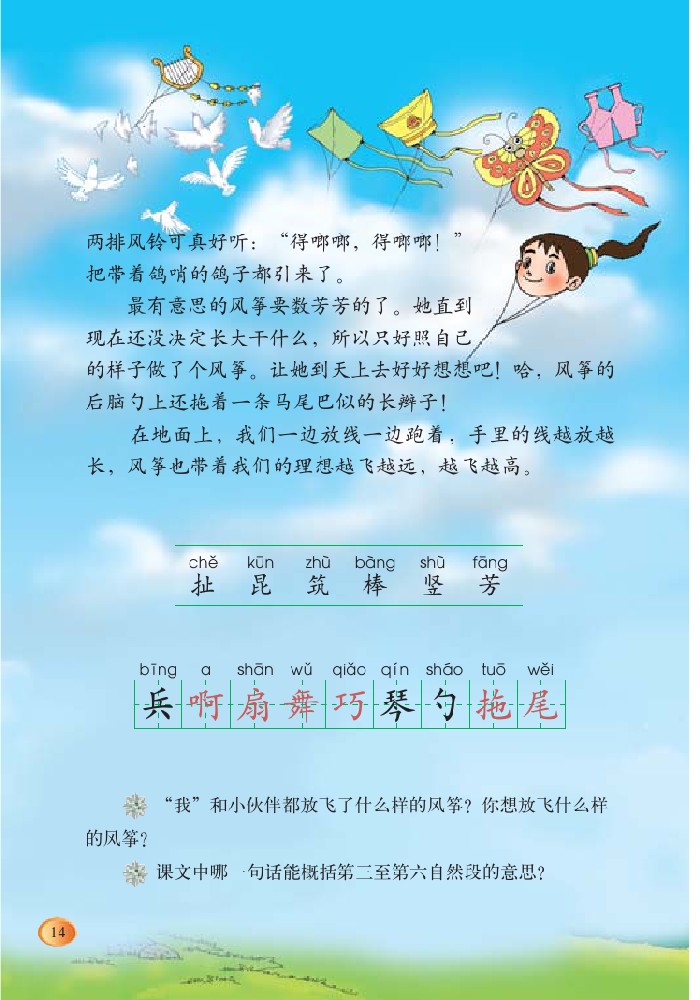 两排风铃可真好听：“得啷啷，得啷啷！”
把带着鸽哨的鸽子都引来了。
最有意思的风筝要数芳芳的了。她直到
现在还没决定长大干什么，所以只好照自己
的样子做了个风筝。让她到天上去好好想想吧！哈，风筝的
后脑勺上还拖着一条马尾巴似的长辫子！
在地面上，我们一边放线一边跑着，手里的线越放越
长，风筝也带着我们的理想越飞越远，越飞越高。
chě kūn zhù bàng shù fāng
扯 昆 筑 棒 竖 芳
bīng a shān wǔ qiǎo qín sháo tuō wěi
兵 啊 扇 舞 巧 琴 勺 拖 尾
“我”和小伙伴都放飞了什么样的风筝？你想放飞什么样
的风筝？
课文中哪一句话能概括第二至第六自然段的意思？
14